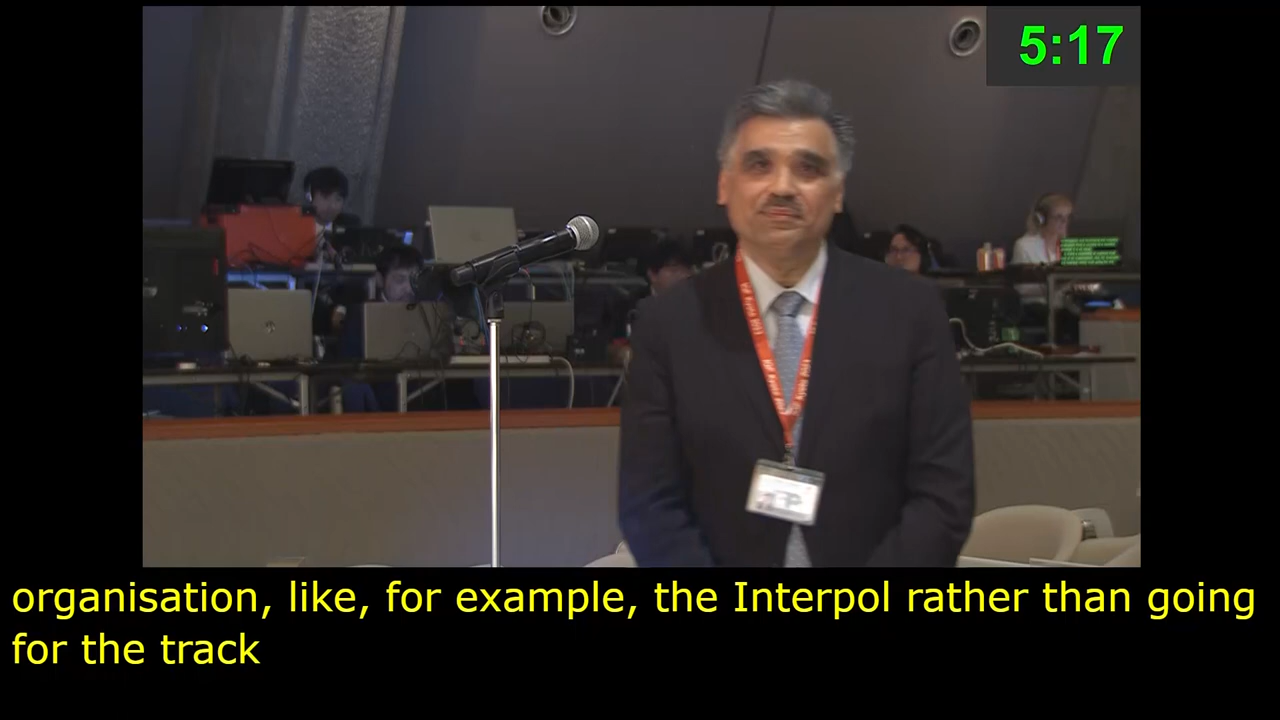 5:17
organisation, like, for example, the Interpol rather than going
for the track